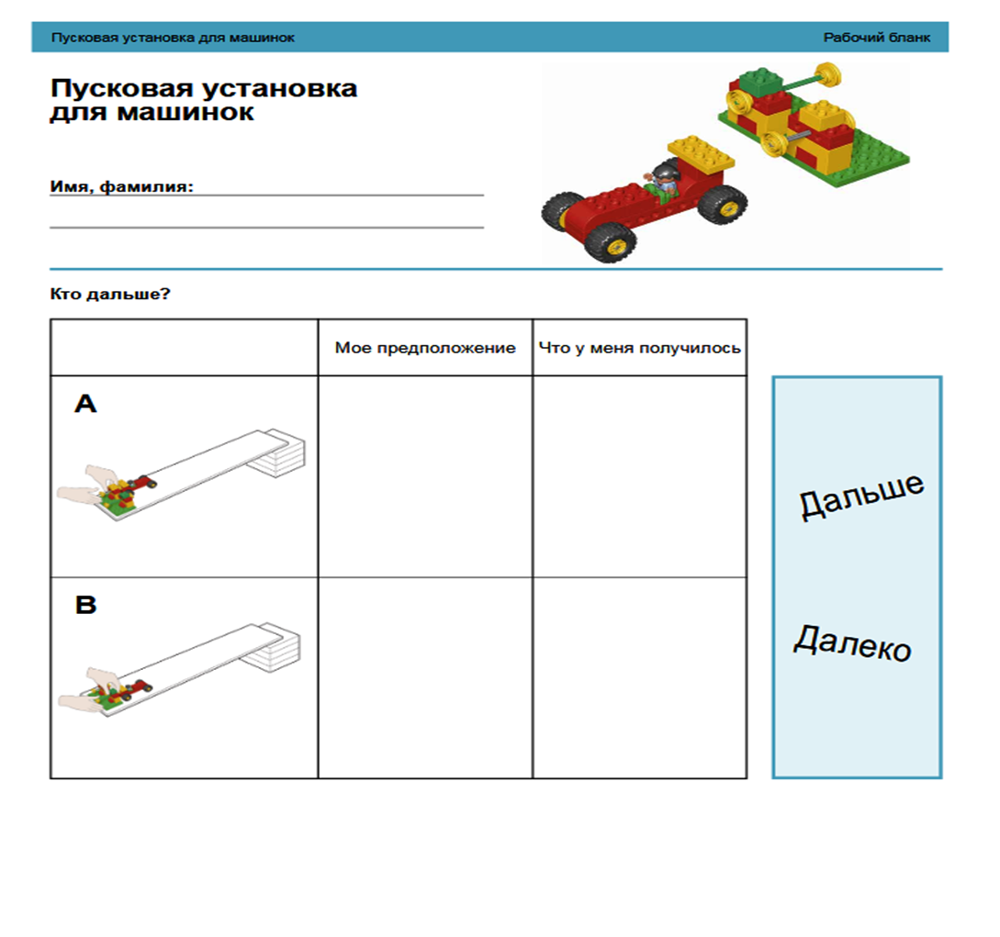 Пусковая установка для машинок
Рабочий бланк
Пусковая установка
для машинок
Имя, фамилия:
Кто дальше?
Мое предположение
Что у меня получилось
A
Дальше
B
Далеко